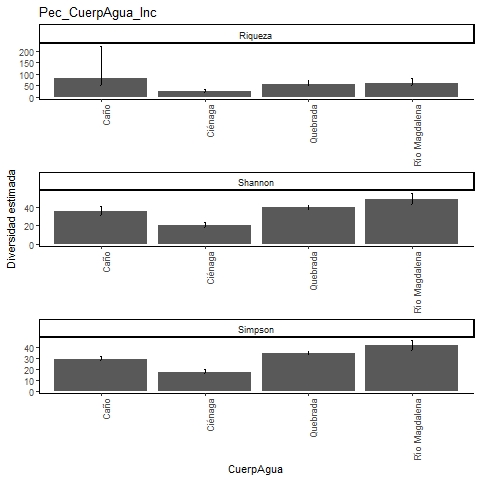 Pec_CuerpAgua_Inc
Riqueza
200
150
100
50
0
Caño
Ciénaga
Quebrada
Río Magdalena
Shannon
40
20
0
Caño
Ciénaga
Quebrada
Río Magdalena
Simpson
40
30
20
10
0
Caño
Ciénaga
Quebrada
Río Magdalena
Diversidad estimada
CuerpAgua